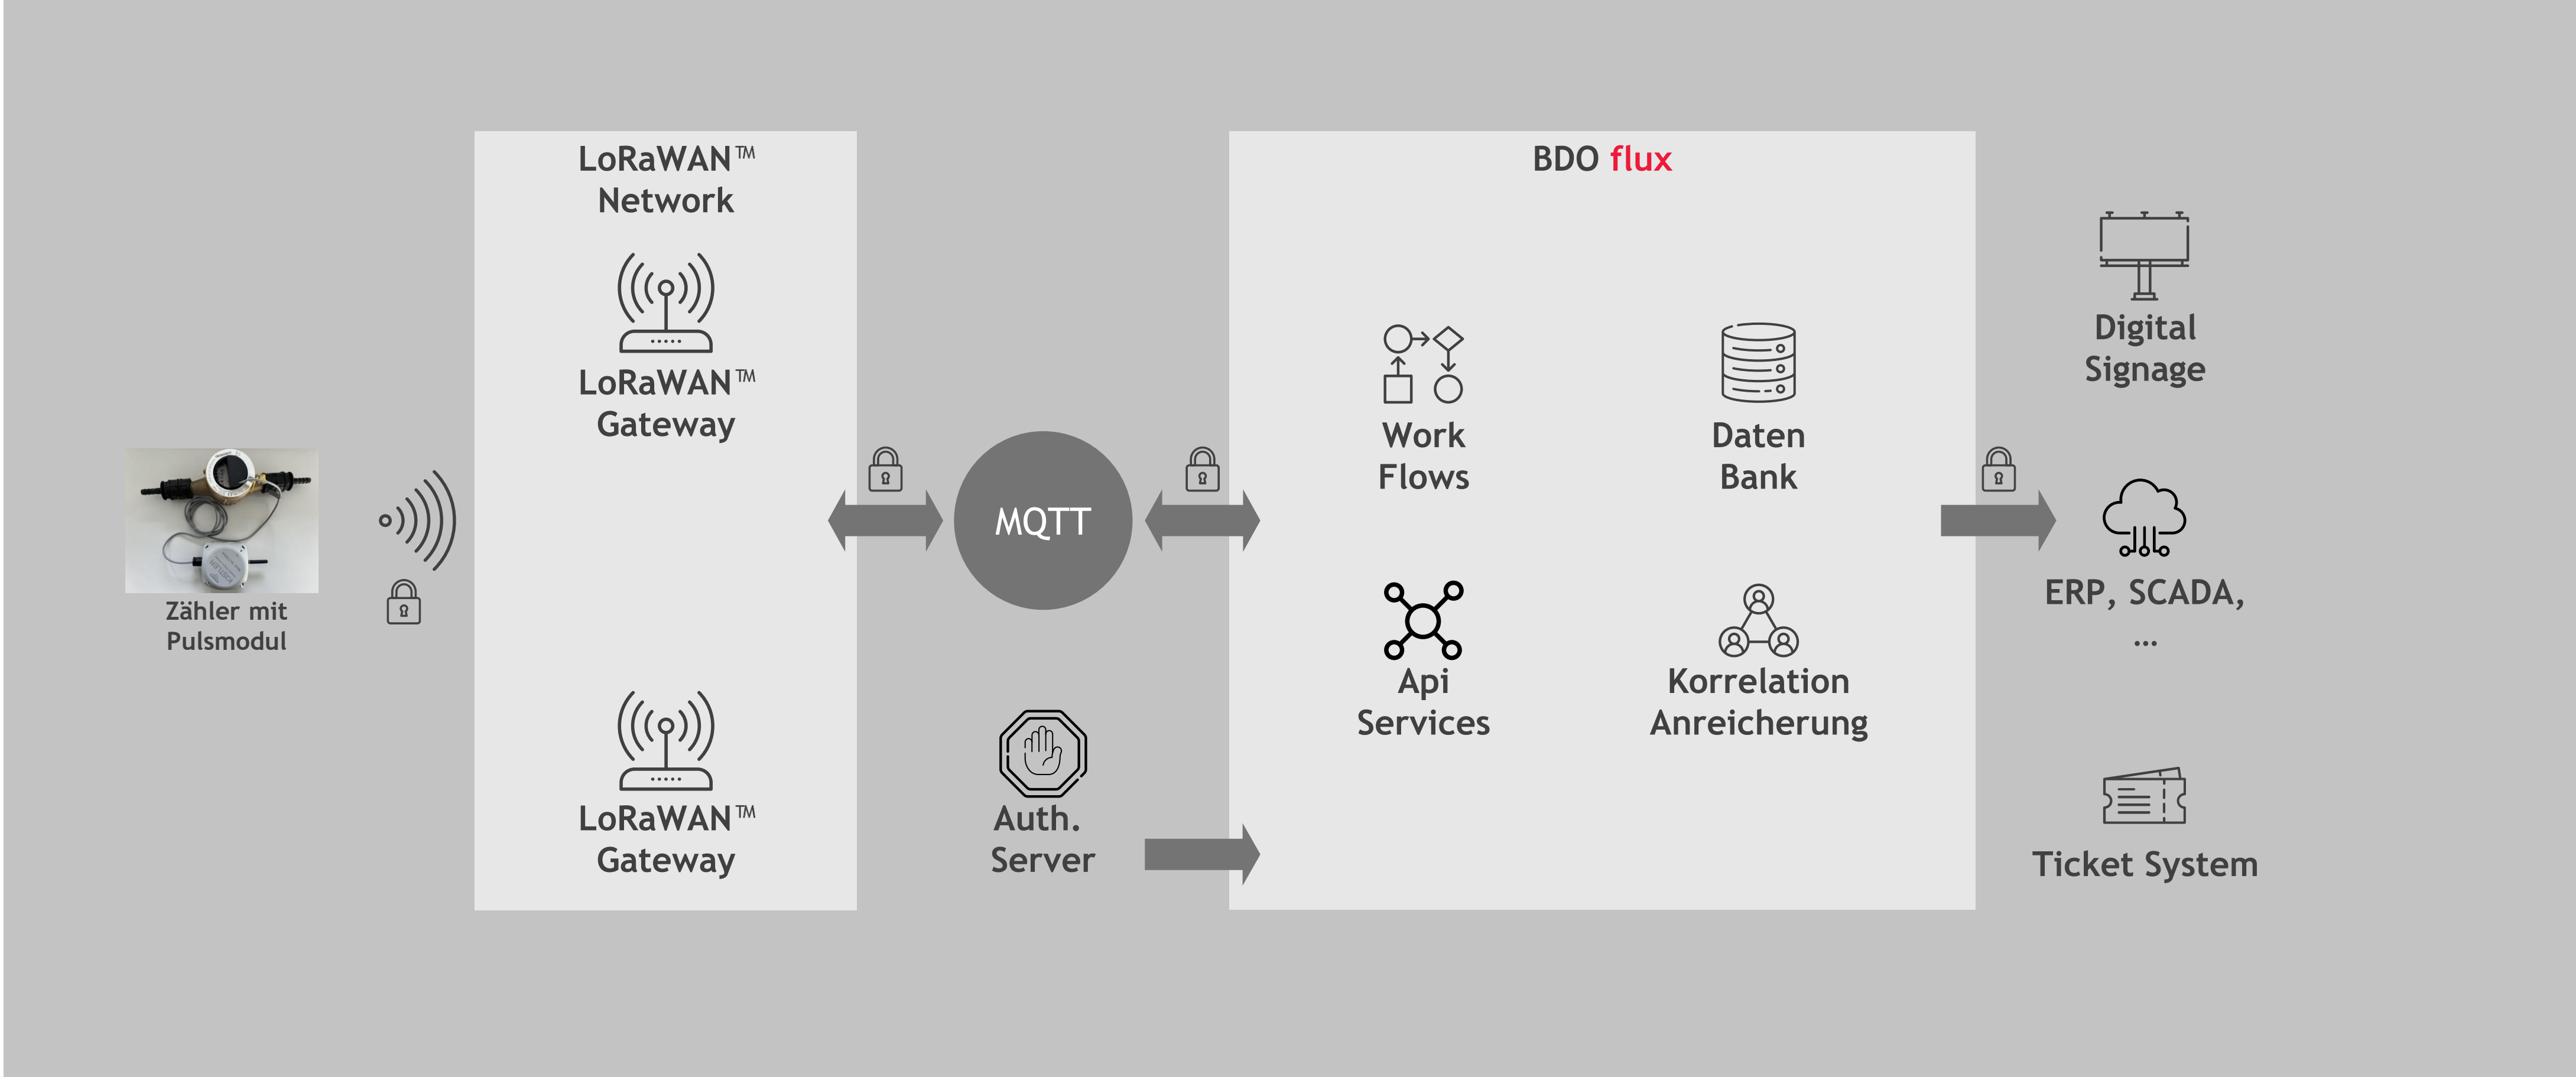 Zähler mit
Pulsmodul
LoRaWAN™
Network
LoRaWAN™
Gateway
LoRaWAN™
Gateway
MQTT
Auth.
Server
BDO flux
Work
Flows
Daten
Bank
Api
Services
Korrelation
Anreicherung
Digital
Signage
ERP, SCADA,
...
Ticket System